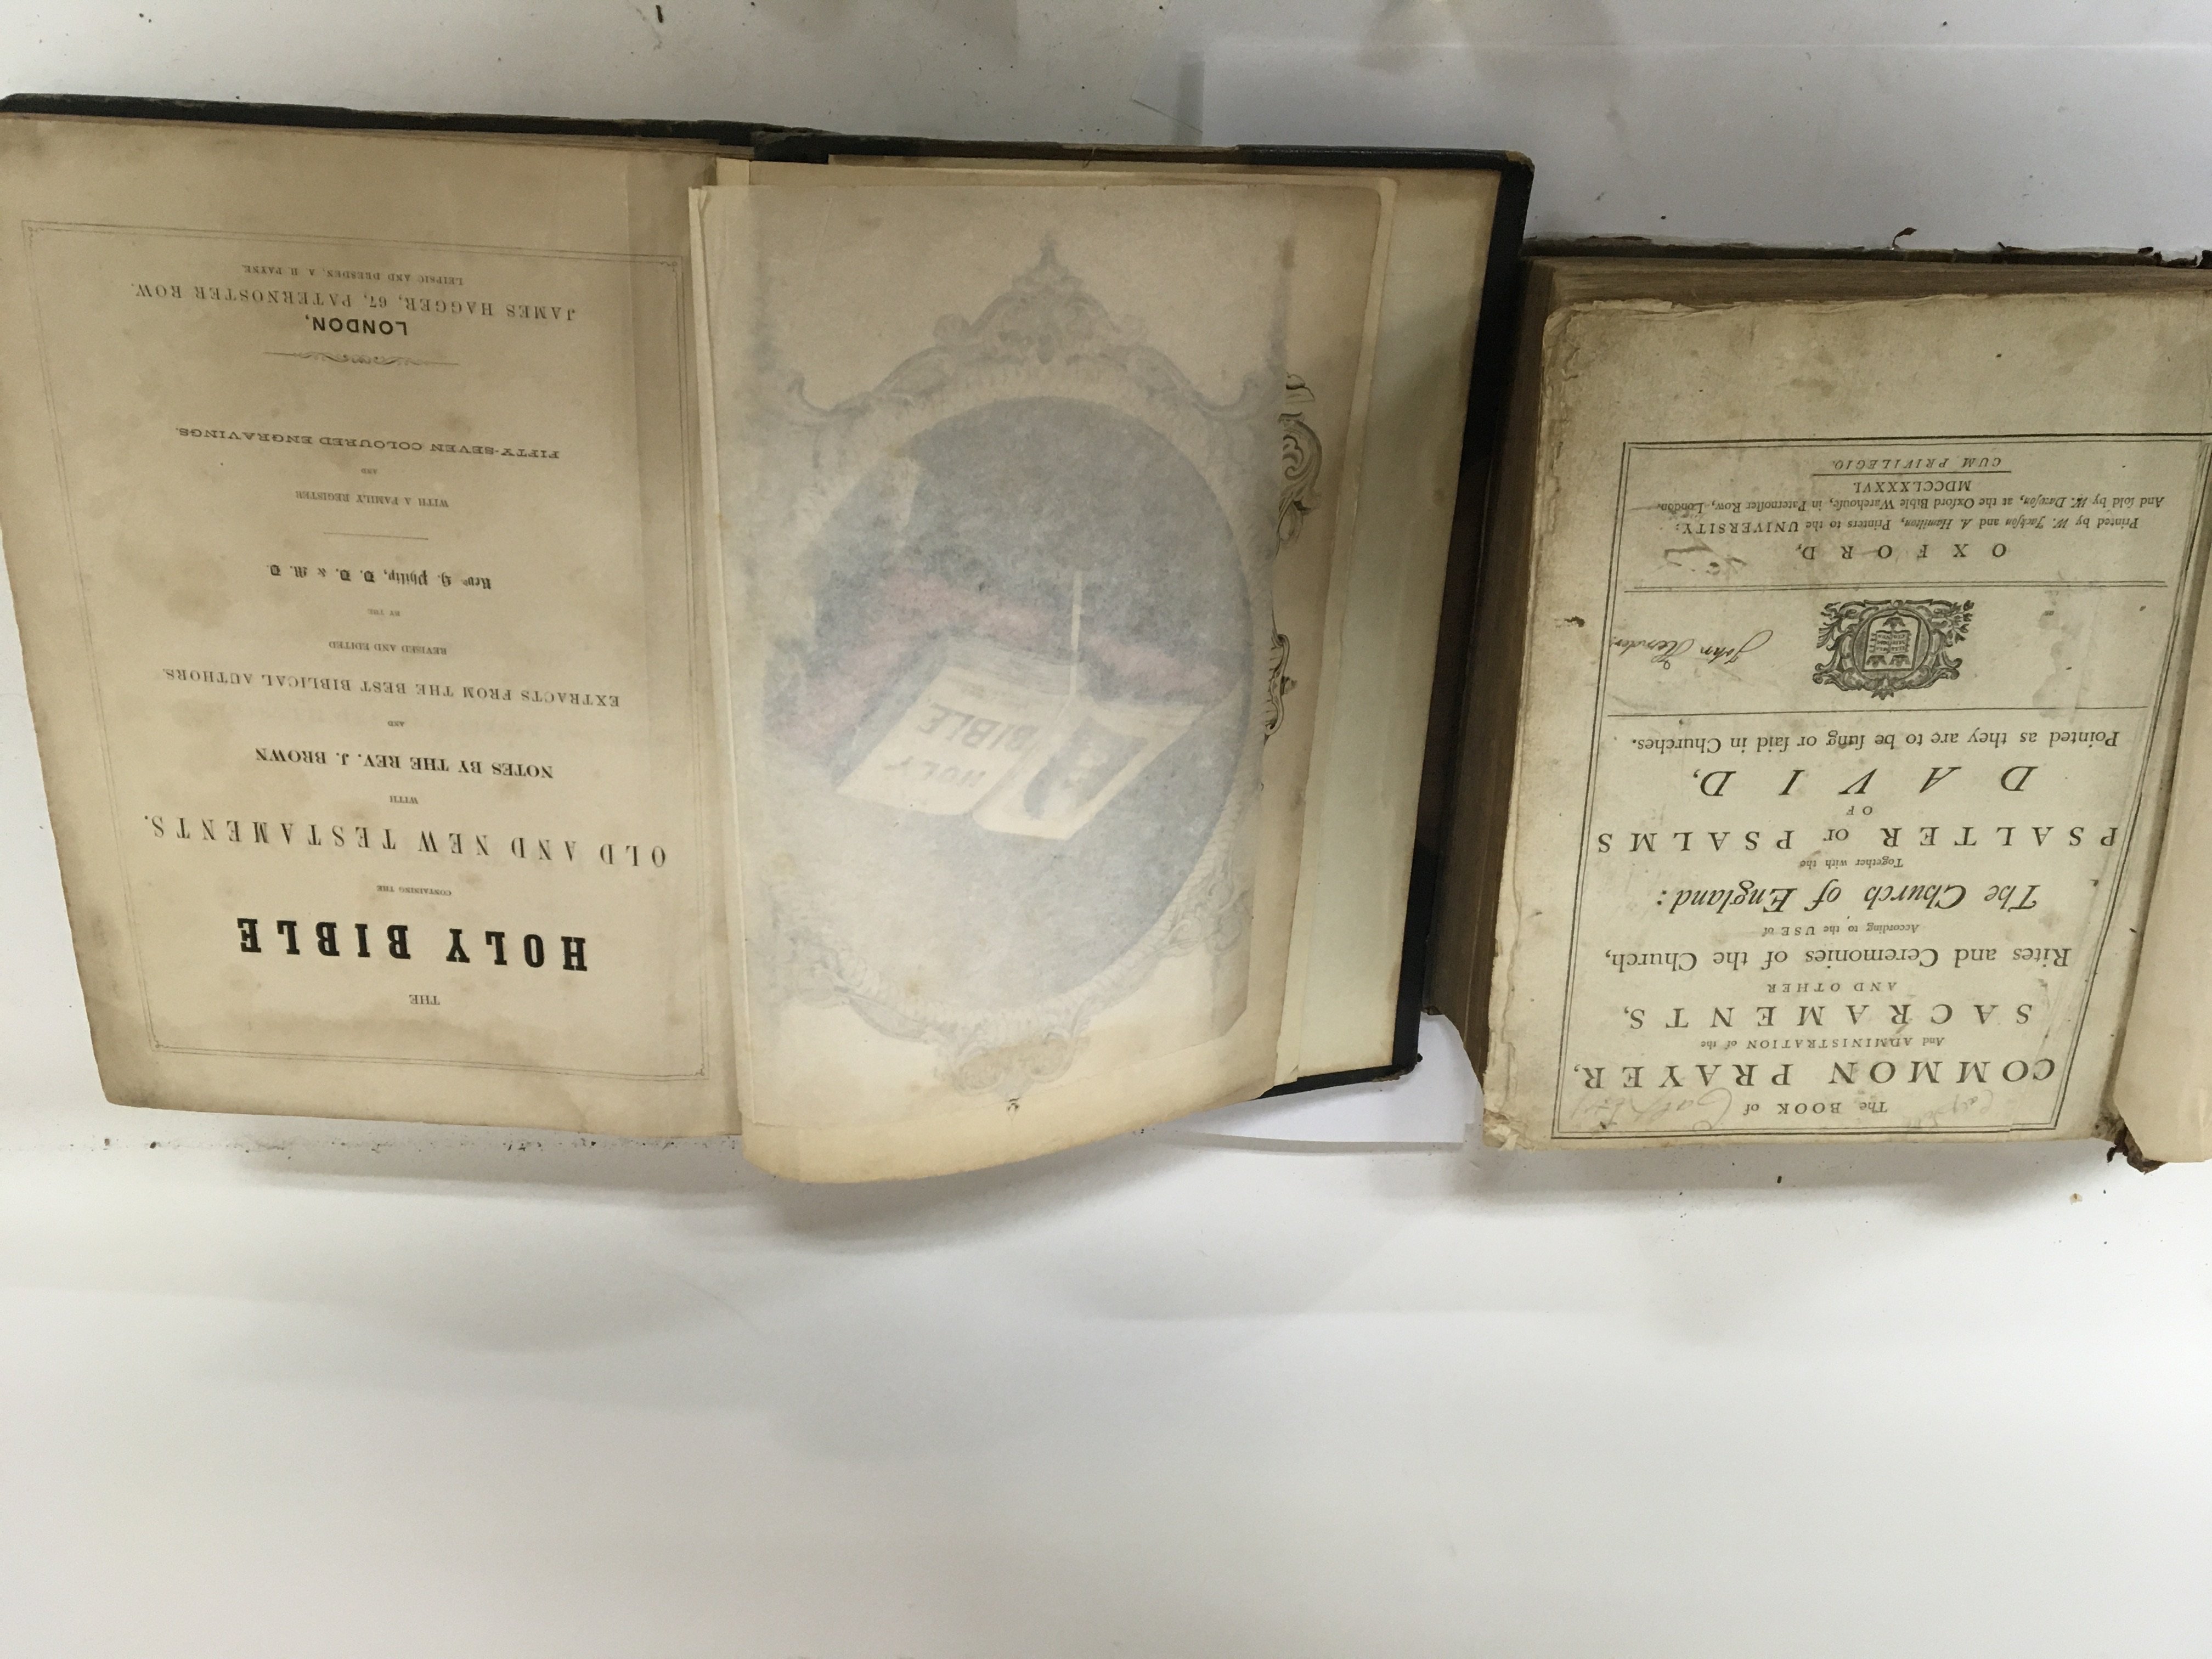 THE
HOLY BIBLE
CONTAINING THE
OLD AND NEW TESTAMENTS.
WITH
NOTES BY THE REV. J. BROWN
AND
EXTRACTS FROM THE BEST BIBLICAL AUTHORS.
REVISED AND EDITED
BY THE
Revd. D. Philip, D. D. & M. D.
WITH A FAMILY REGISTER
AND
FIFTY-SEVEN COLOURED ENGRAVINGS.
LONDON,
JAMES HAGGER, 67, PATERNOSTER ROW.
LEIPSIC AND DRESDEN, A. H. PAYNE.
HOLY
BIBLE
The BOOK of
COMMON PRAYER,
And ADMINISTRATION of the
SACRAMENTS,
AND OTHER
Rites and Ceremonies of the Church,
According to the USE of
The Church of England:
Together with the
PSALTER or PSALMS
OF
DAVID,
Pointed as they are to be ſung or ſaid in Churches.
John
OXFORD,
Printed by W. Jackſon and A. Hamilton, Printers to the UNIVERSITY:
And ſold by W. Dawſon, at the Oxford Bible Warehouſe, in Paternoſter Row, London.
MDCCLXXXVI.
CUM PRIVILEGIO.